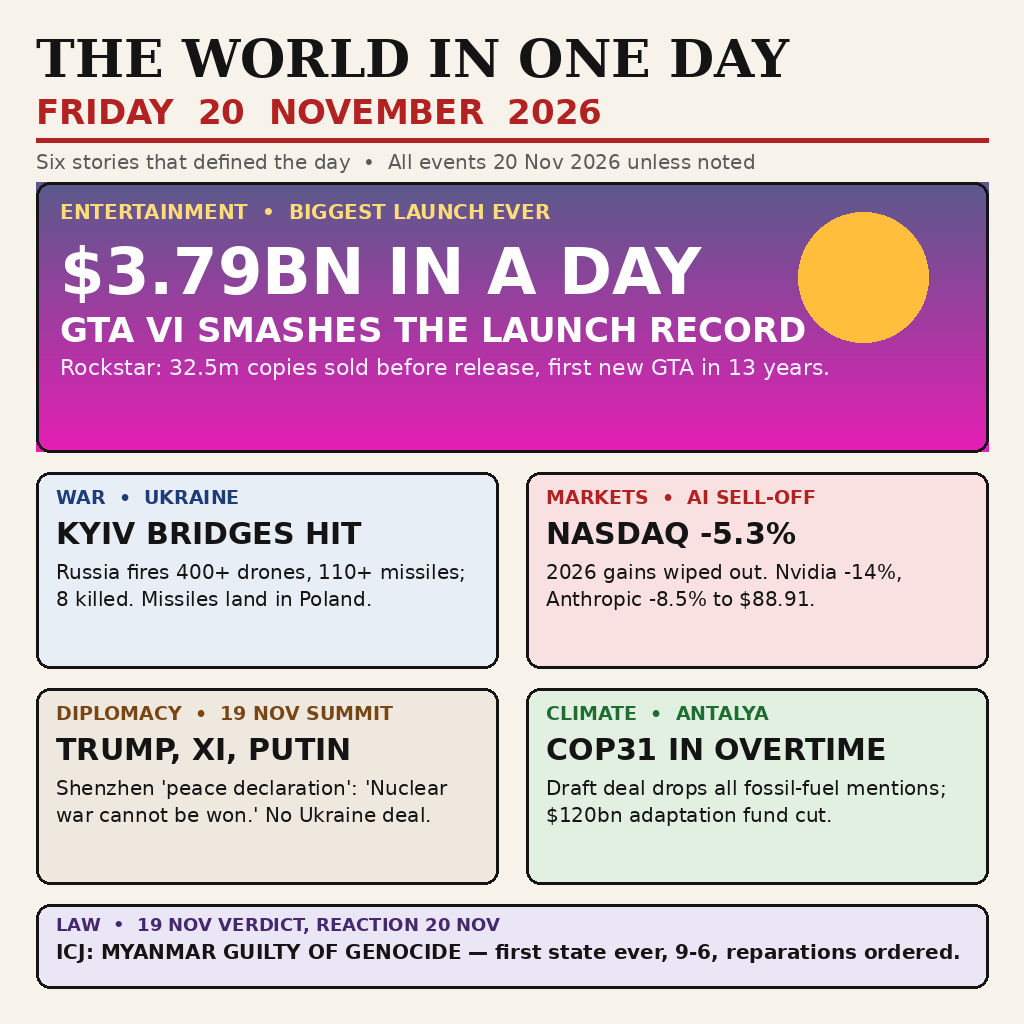 THE WORLD IN ONE DAY
FRIDAY 20 NOVEMBER 2026
Six stories that defined the day • All events 20 Nov 2026 unless noted
ENTERTAINMENT • BIGGEST LAUNCH EVER
$3.79BN IN A DAY
GTA VI SMASHES THE LAUNCH RECORD
Rockstar: 32.5m copies sold before release, first new GTA in 13 years.
WAR • UKRAINE
KYIV BRIDGES HIT
Russia fires 400+ drones, 110+ missiles;
8 killed. Missiles land in Poland.
MARKETS • AI SELL-OFF
NASDAQ -5.3%
2026 gains wiped out. Nvidia -14%,
Anthropic -8.5% to $88.91.
DIPLOMACY • 19 NOV SUMMIT
TRUMP, XI, PUTIN
Shenzhen 'peace declaration': 'Nuclear
war cannot be won.' No Ukraine deal.
CLIMATE • ANTALYA
COP31 IN OVERTIME
Draft deal drops all fossil-fuel mentions;
$120bn adaptation fund cut.
LAW • 19 NOV VERDICT, REACTION 20 NOV
ICJ: MYANMAR GUILTY OF GENOCIDE — first state ever, 9-6, reparations ordered.